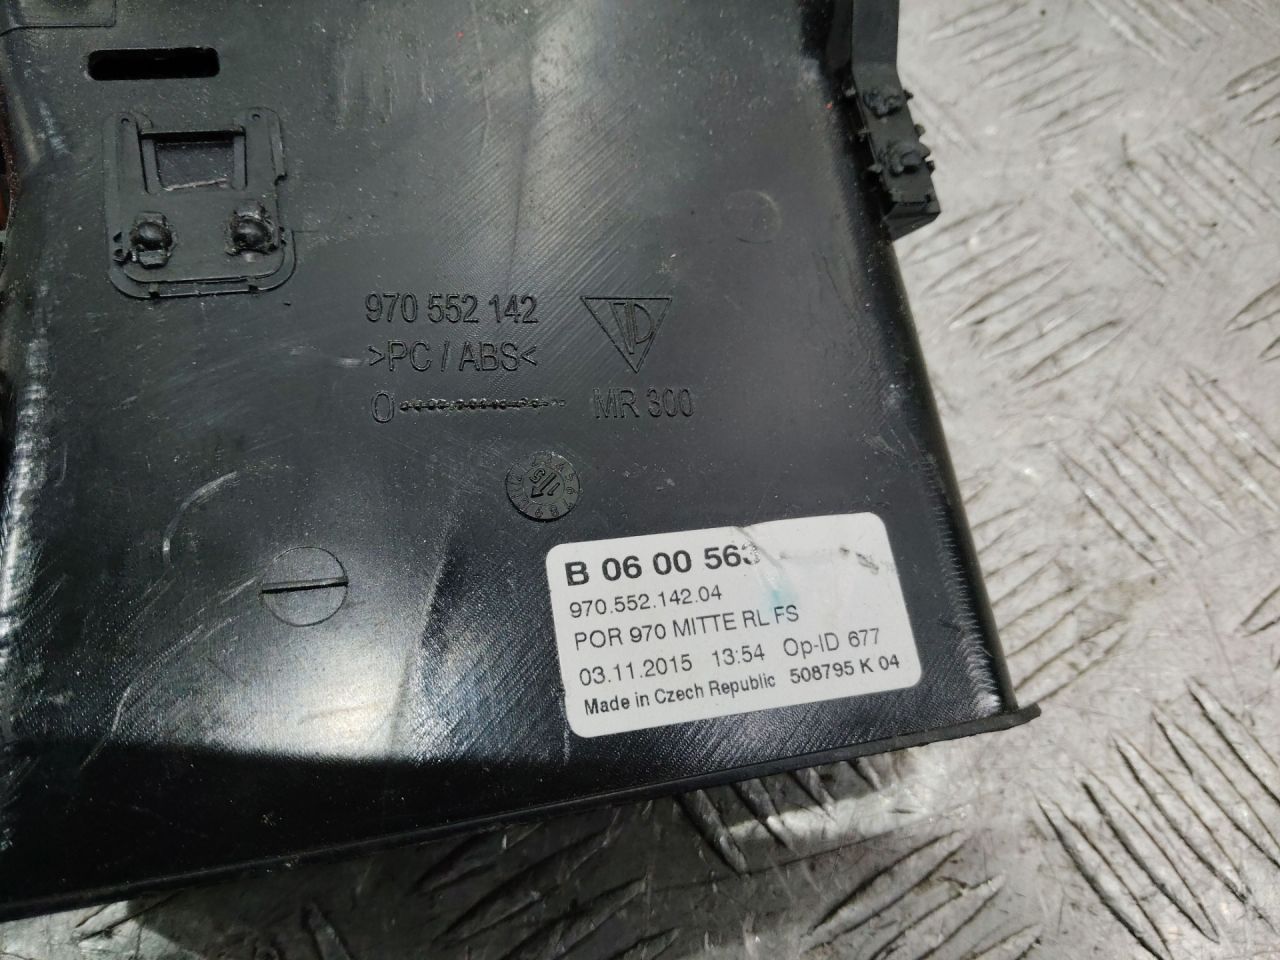 970 552 142
>PC / ABS<
MR 300
B 06 00 563
970.552.142.04
POR 970 MITTE RL FS
03.11.2015 13:54 Op-ID 677
Made in Czech Republic 508795 K 04